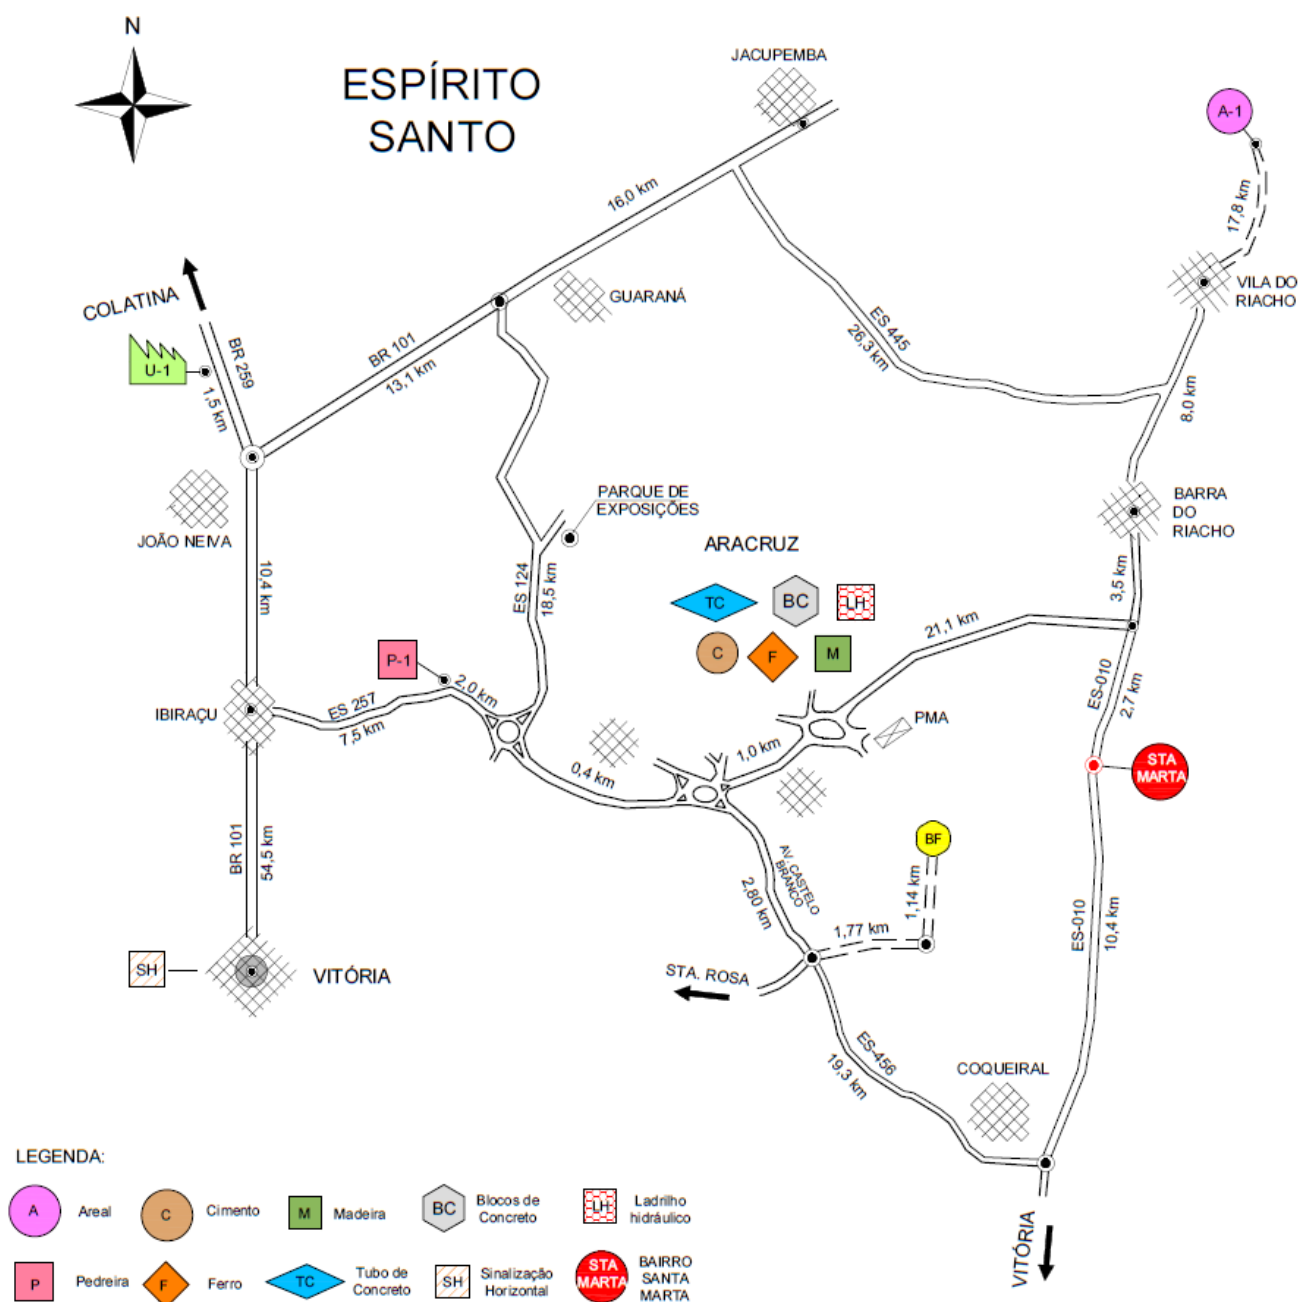 N
ESPÍRITO
SANTO
JACUPEMBA
A-1
16,0 km
17,8 km
COLATINA
GUARANÁ
VILA DO
RIACHO
BR 259
U-1
1,5 km
BR 101
13,1 km
ES 445
26,3 km
8.0 km
JOÃO NEIVA
PARQUE DE
EXPOSIÇÕES
BARRA
DO
RIACHO
ARACRUZ
10,4 km
ES 124
18,5 km
3,5 km
TC
BC
LH
C
F
M
21,1 km
P-1
2,0 km
IBIRAÇU
ES 257
7,5 km
PMA
ES-010
2,7 km
0,4 km
1,0 km
STA
MARTA
BR 101
54,5 km
AV. CASTELO
BRANCO
2,80 km
BF
1,14 km
1,77 km
ES-010
10,4 km
SH
VITÓRIA
STA. ROSA
ES-456
19,3 km
COQUEIRAL
VITÓRIA
LEGENDA:
A
Areal
C
Cimento
M
Madeira
BC
Blocos de
Concreto
LH
Ladrilho
hidráulico
P
Pedreira
F
Ferro
TC
Tubo de
Concreto
SH
Sinalização
Horizontal
STA
MARTA
BAIRRO
SANTA
MARTA